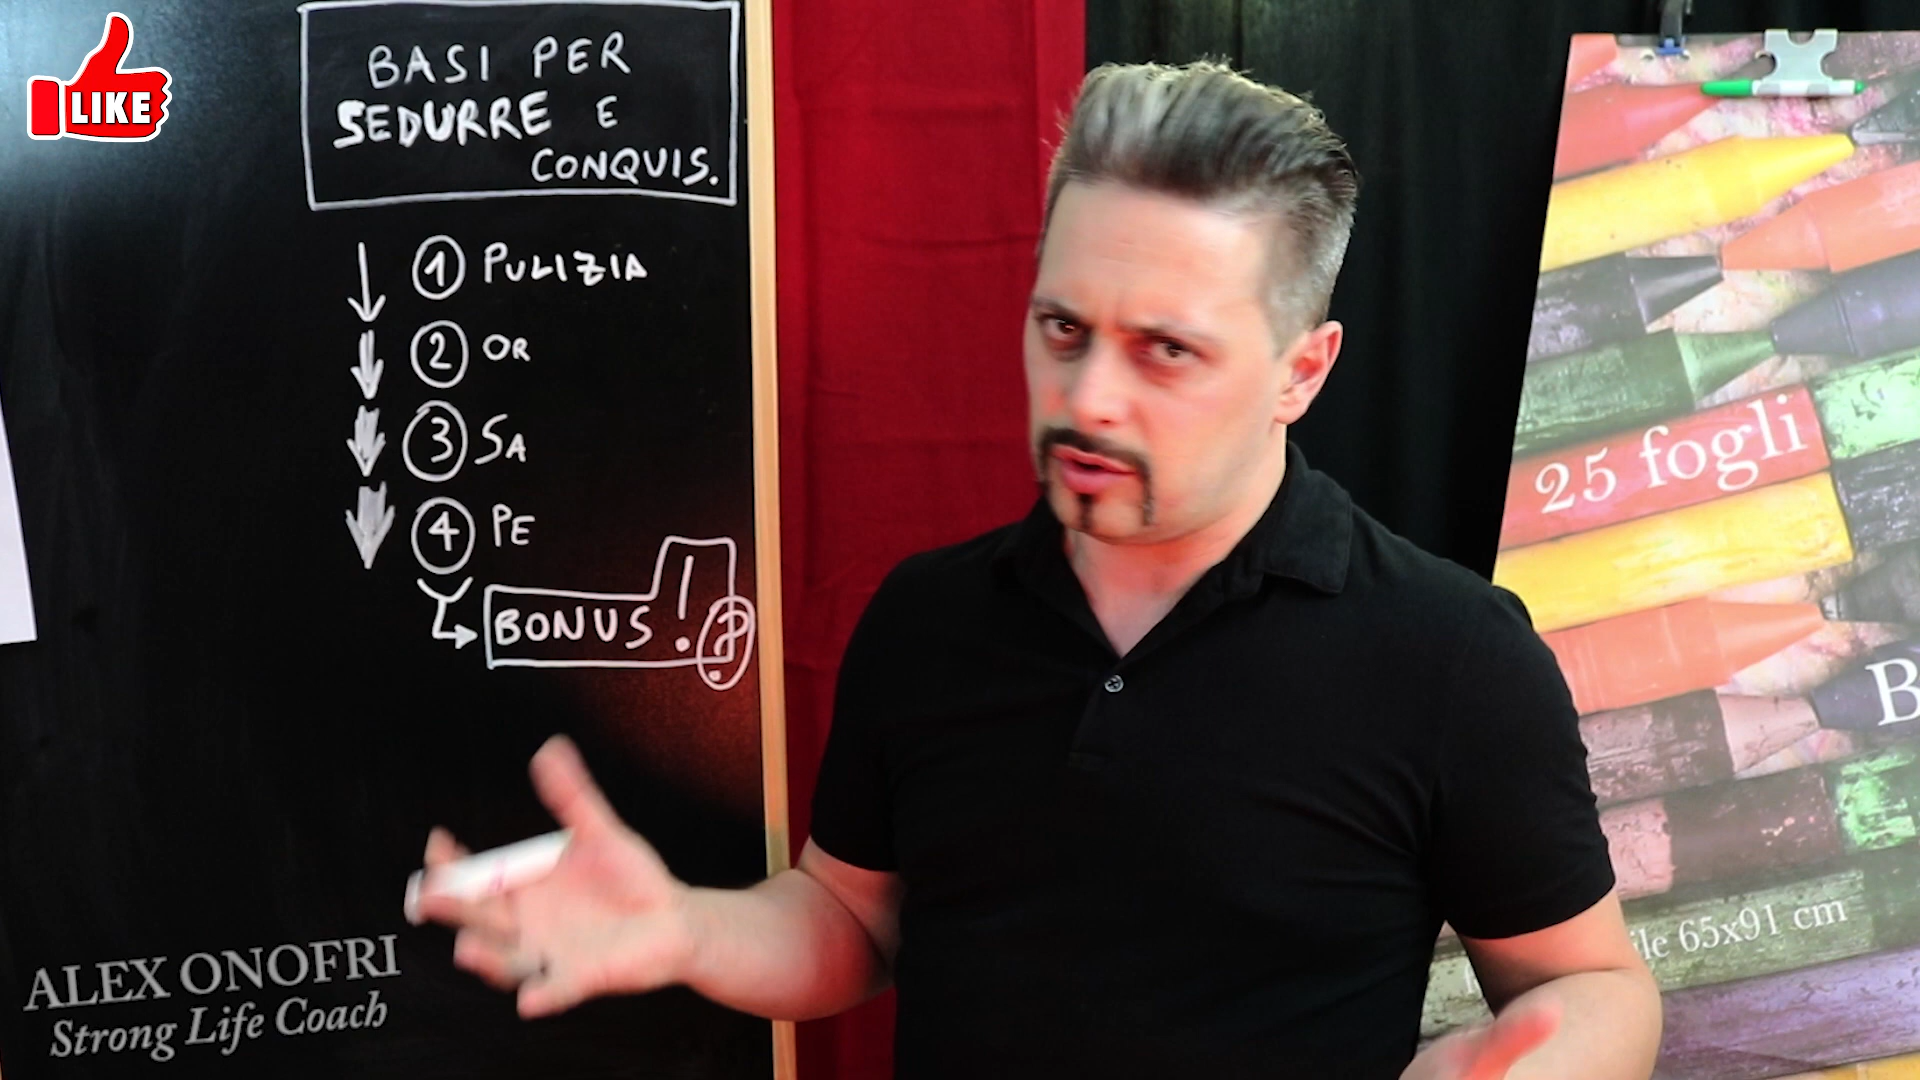 LIKE
BASI PER
SEDURRE E
CONQUIS.
1 PULIZIA
2 OR
3 SA
4 PE
BONUS!?
ALEX ONOFRI
Strong Life Coach
25 fogli
B
ile 65x91 cm